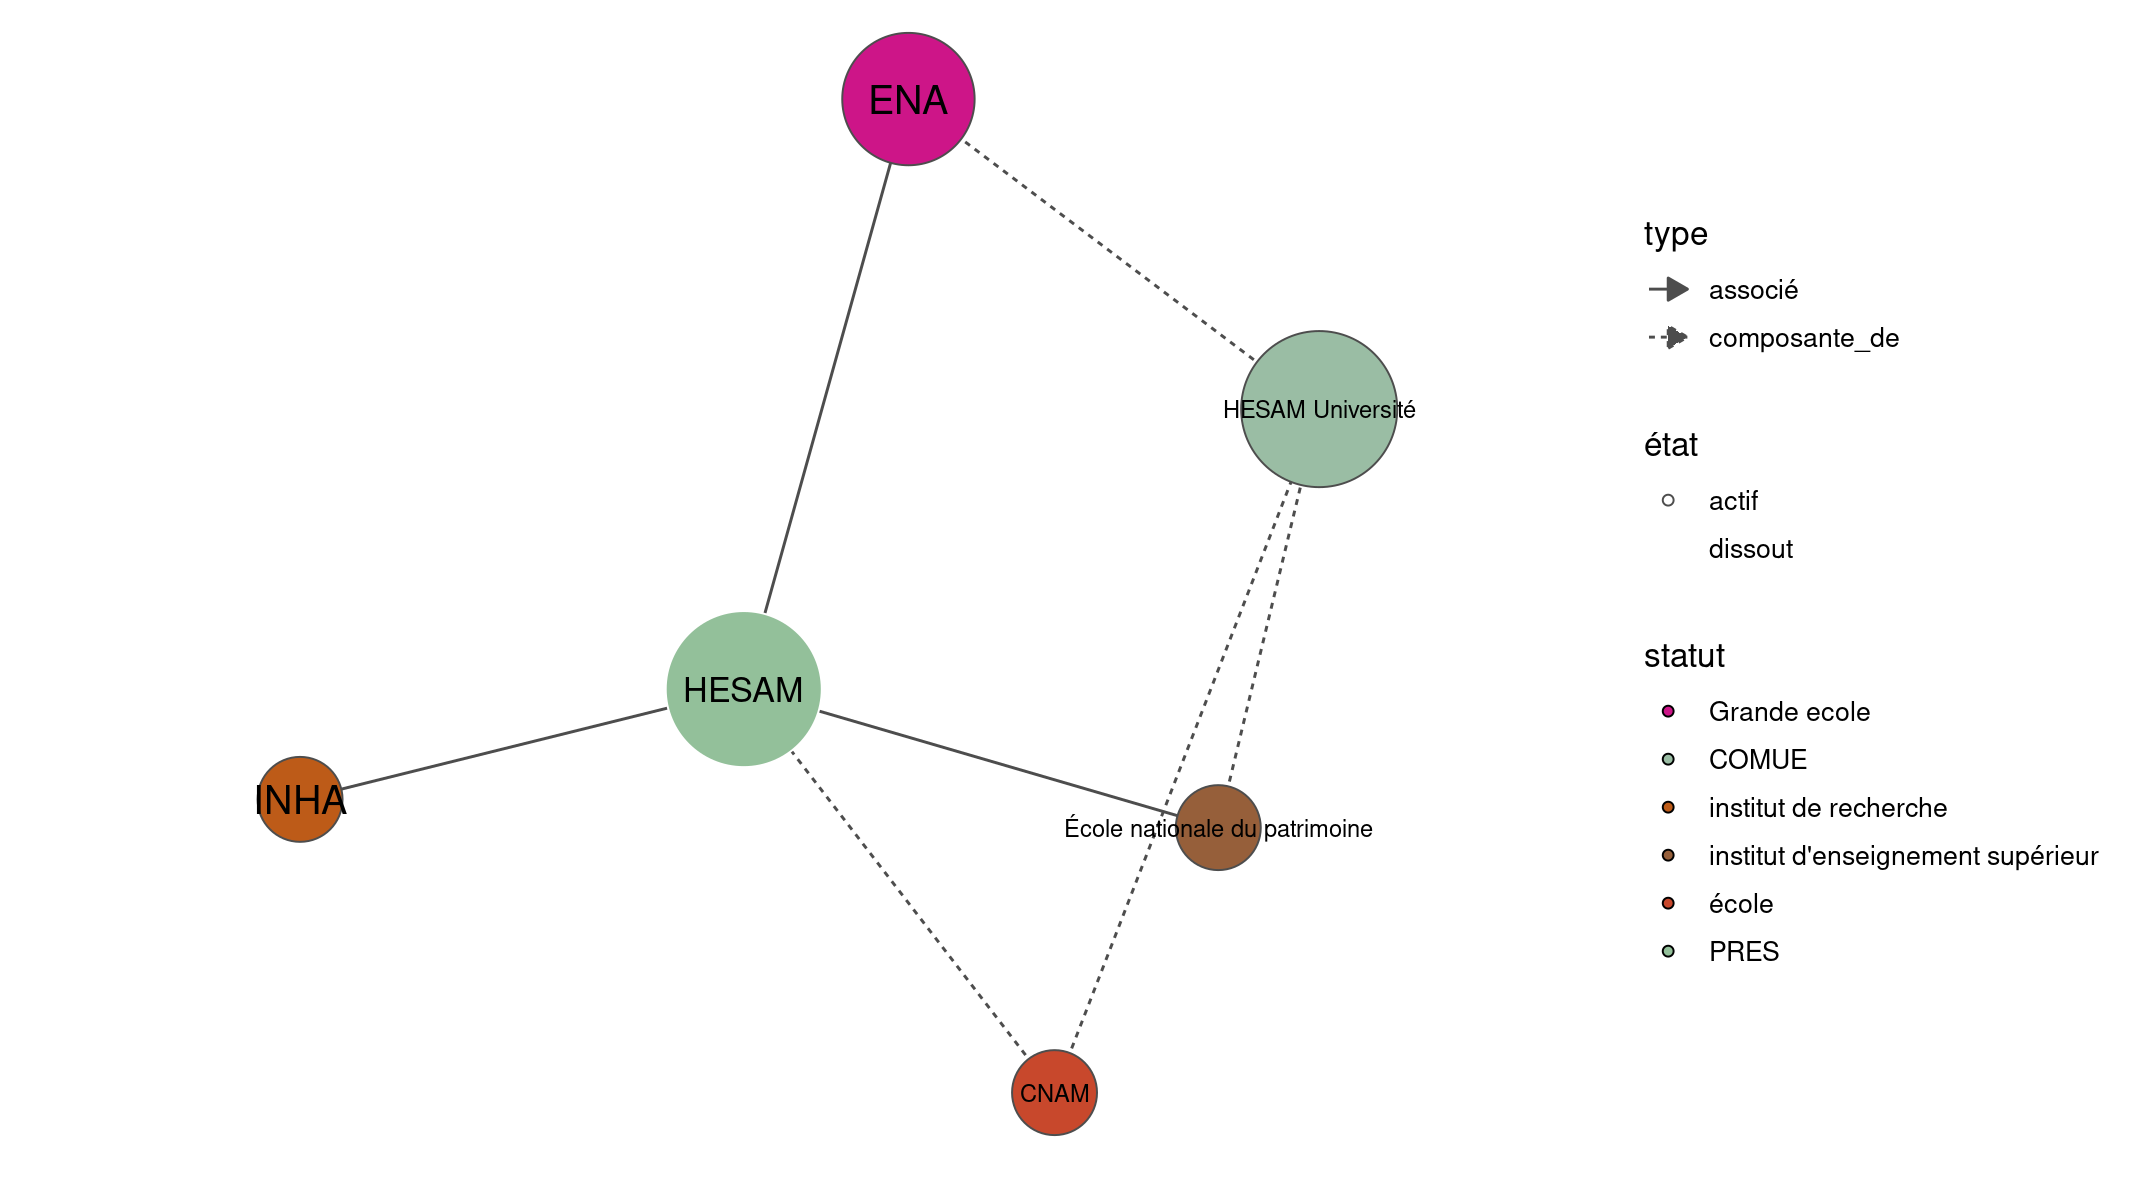 ENA
HESAM Université
HESAM
INHA
École nationale du patrimoine
CNAM
type
associé
composante_de
état
actif
dissout
statut
Grande ecole
COMUE
institut de recherche
institut d'enseignement supérieur
école
PRES